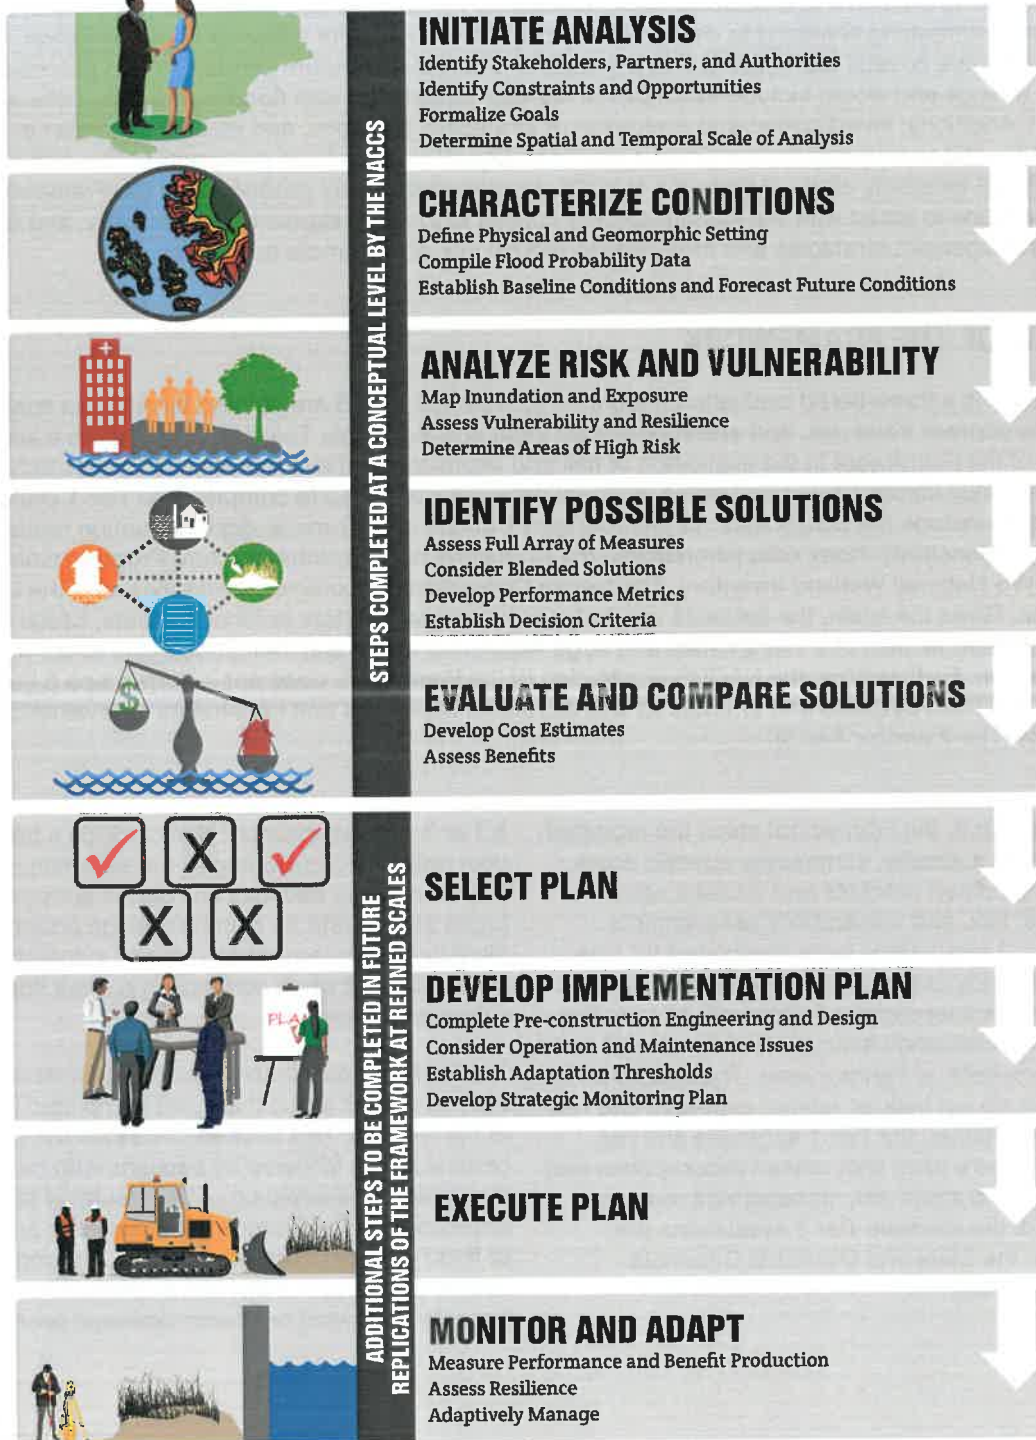 INITIATE ANALYSIS
Identify Stakeholders, Partners, and Authorities
Identify Constraints and Opportunities
Formalize Goals
Determine Spatial and Temporal Scale of Analysis
CHARACTERIZE CONDITIONS
Define Physical and Geomorphic Setting
Compile Flood Probability Data
Establish Baseline Conditions and Forecast Future Conditions
ANALYZE RISK AND VULNERABILITY
Map Inundation and Exposure
Assess Vulnerability and Resilience
Determine Areas of High Risk
IDENTIFY POSSIBLE SOLUTIONS
Assess Full Array of Measures
Consider Blended Solutions
Develop Performance Metrics
Establish Decision Criteria
$
EVALUATE AND COMPARE SOLUTIONS
Develop Cost Estimates
Assess Benefits
STEPS COMPLETED AT A CONCEPTUAL LEVEL BY THE NACCS
X
X X
SELECT PLAN
PLAN
DEVELOP IMPLEMENTATION PLAN
Complete Pre-construction Engineering and Design
Consider Operation and Maintenance Issues
Establish Adaptation Thresholds
Develop Strategic Monitoring Plan
EXECUTE PLAN
MONITOR AND ADAPT
Measure Performance and Benefit Production
Assess Resilience
Adaptively Manage
ADDITIONAL STEPS TO BE COMPLETED IN FUTURE
REPLICATIONS OF THE FRAMEWORK AT REFINED SCALES